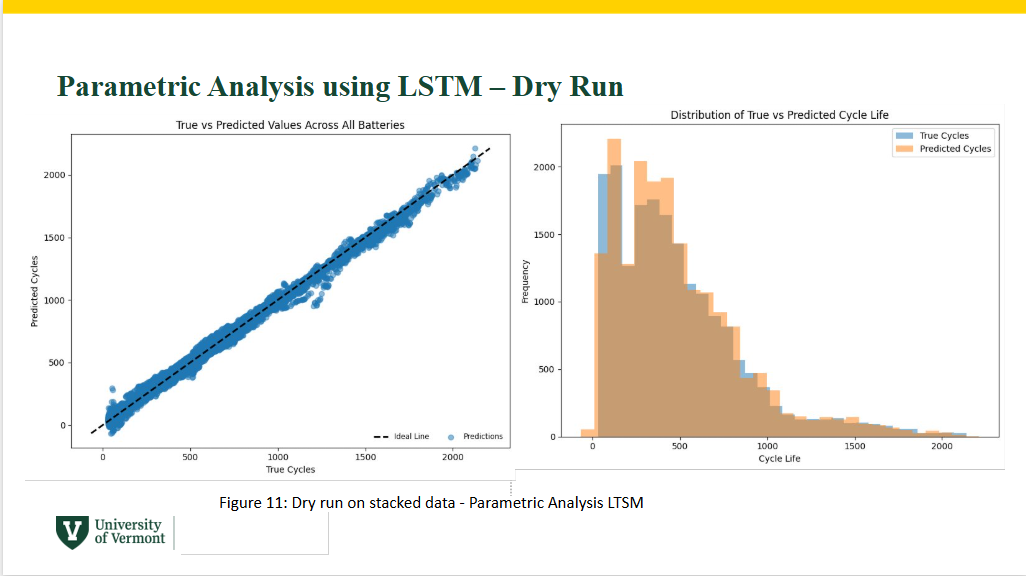 Parametric Analysis using LSTM – Dry Run
True vs Predicted Values Across All Batteries
Predicted Cycles
2000
1500
1000
500
0
Ideal Line
Predictions
0
500
1000
1500
2000
True Cycles
Distribution of True vs Predicted Cycle Life
True Cycles
Predicted Cycles
Frequency
2000
1500
1000
500
0
0
500
1000
1500
2000
Cycle Life
Figure 11: Dry run on stacked data - Parametric Analysis LTSM
V
University
of Vermont